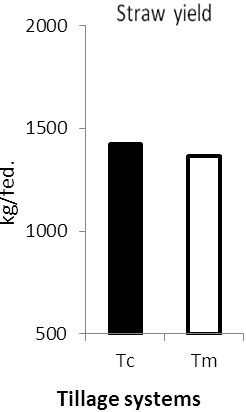 Straw yield
2000
1500
1000
500
kg/fed.
Tc Tm
Tillage systems